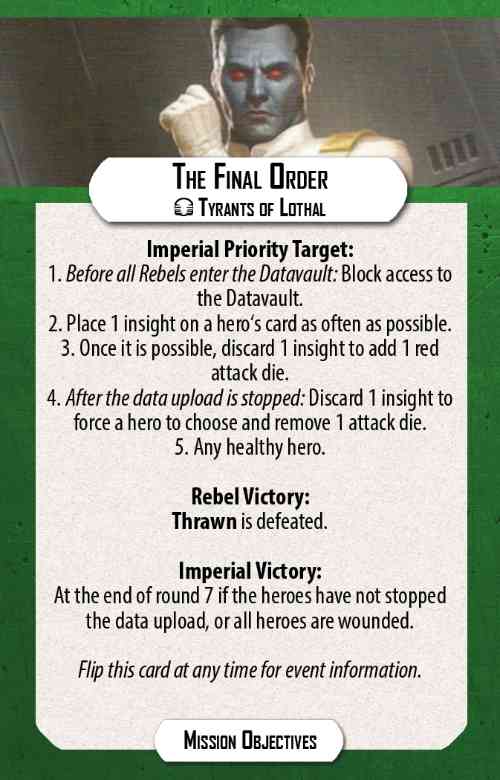 The Final Order
Tyrants of Lothal
Imperial Priority Target:
1. Before all Rebels enter the Datavault: Block access to
the Datavault.
2. Place 1 insight on a hero‘s card as often as possible.
3. Once it is possible, discard 1 insight to add 1 red
attack die.
4. After the data upload is stopped: Discard 1 insight to
force a hero to choose and remove 1 attack die.
5. Any healthy hero.
Rebel Victory:
Thrawn is defeated.
Imperial Victory:
At the end of round 7 if the heroes have not stopped
the data upload, or all heroes are wounded.
Flip this card at any time for event information.
Mission Objectives